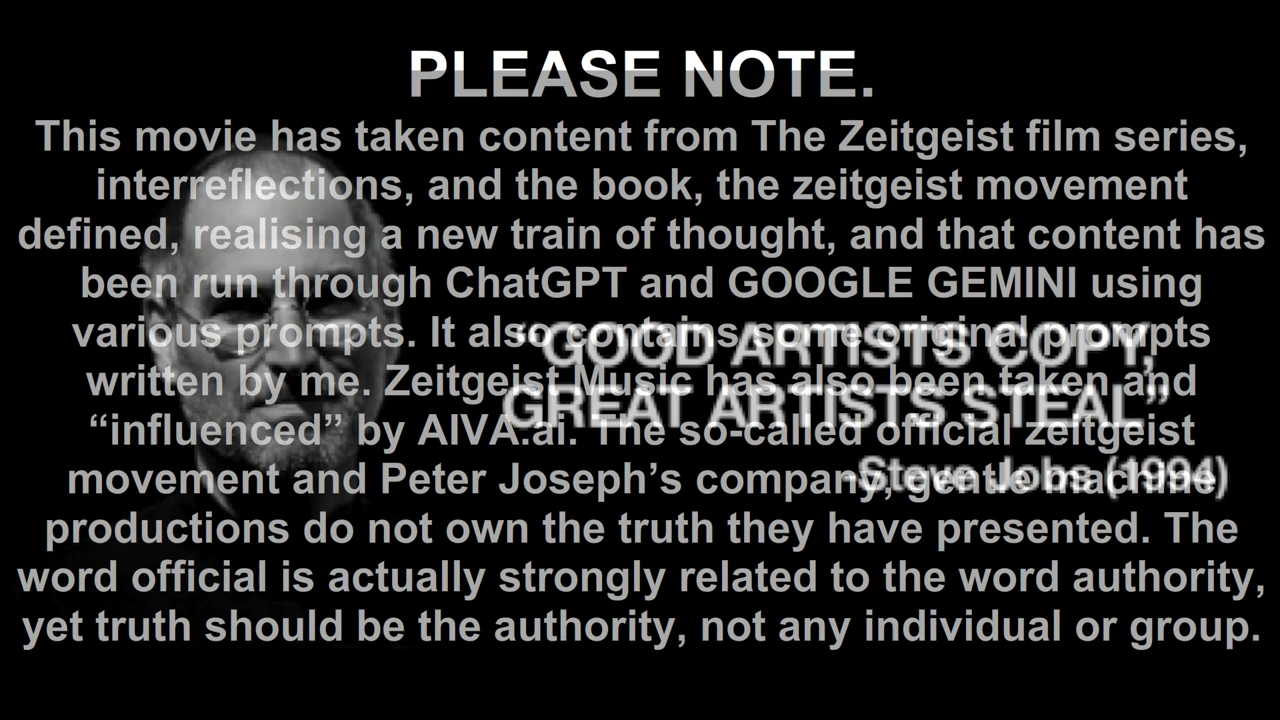 PLEASE NOTE.
This movie has taken content from The Zeitgeist film series,
interreflections, and the book, the zeitgeist movement
defined, realising a new train of thought, and that content has
been run through ChatGPT and GOOGLE GEMINI using
various prompts. It also contains some original prompts
written by me. Zeitgeist Music has also been taken and
“influenced” by AIVA.ai. The so-called official zeitgeist
movement and Peter Joseph’s company, gentle machine
productions do not own the truth they have presented. The
word official is actually strongly related to the word authority,
yet truth should be the authority, not any individual or group.
“GOOD ARTISTS COPY,
GREAT ARTISTS STEAL”
-Steve Jobs (1994)